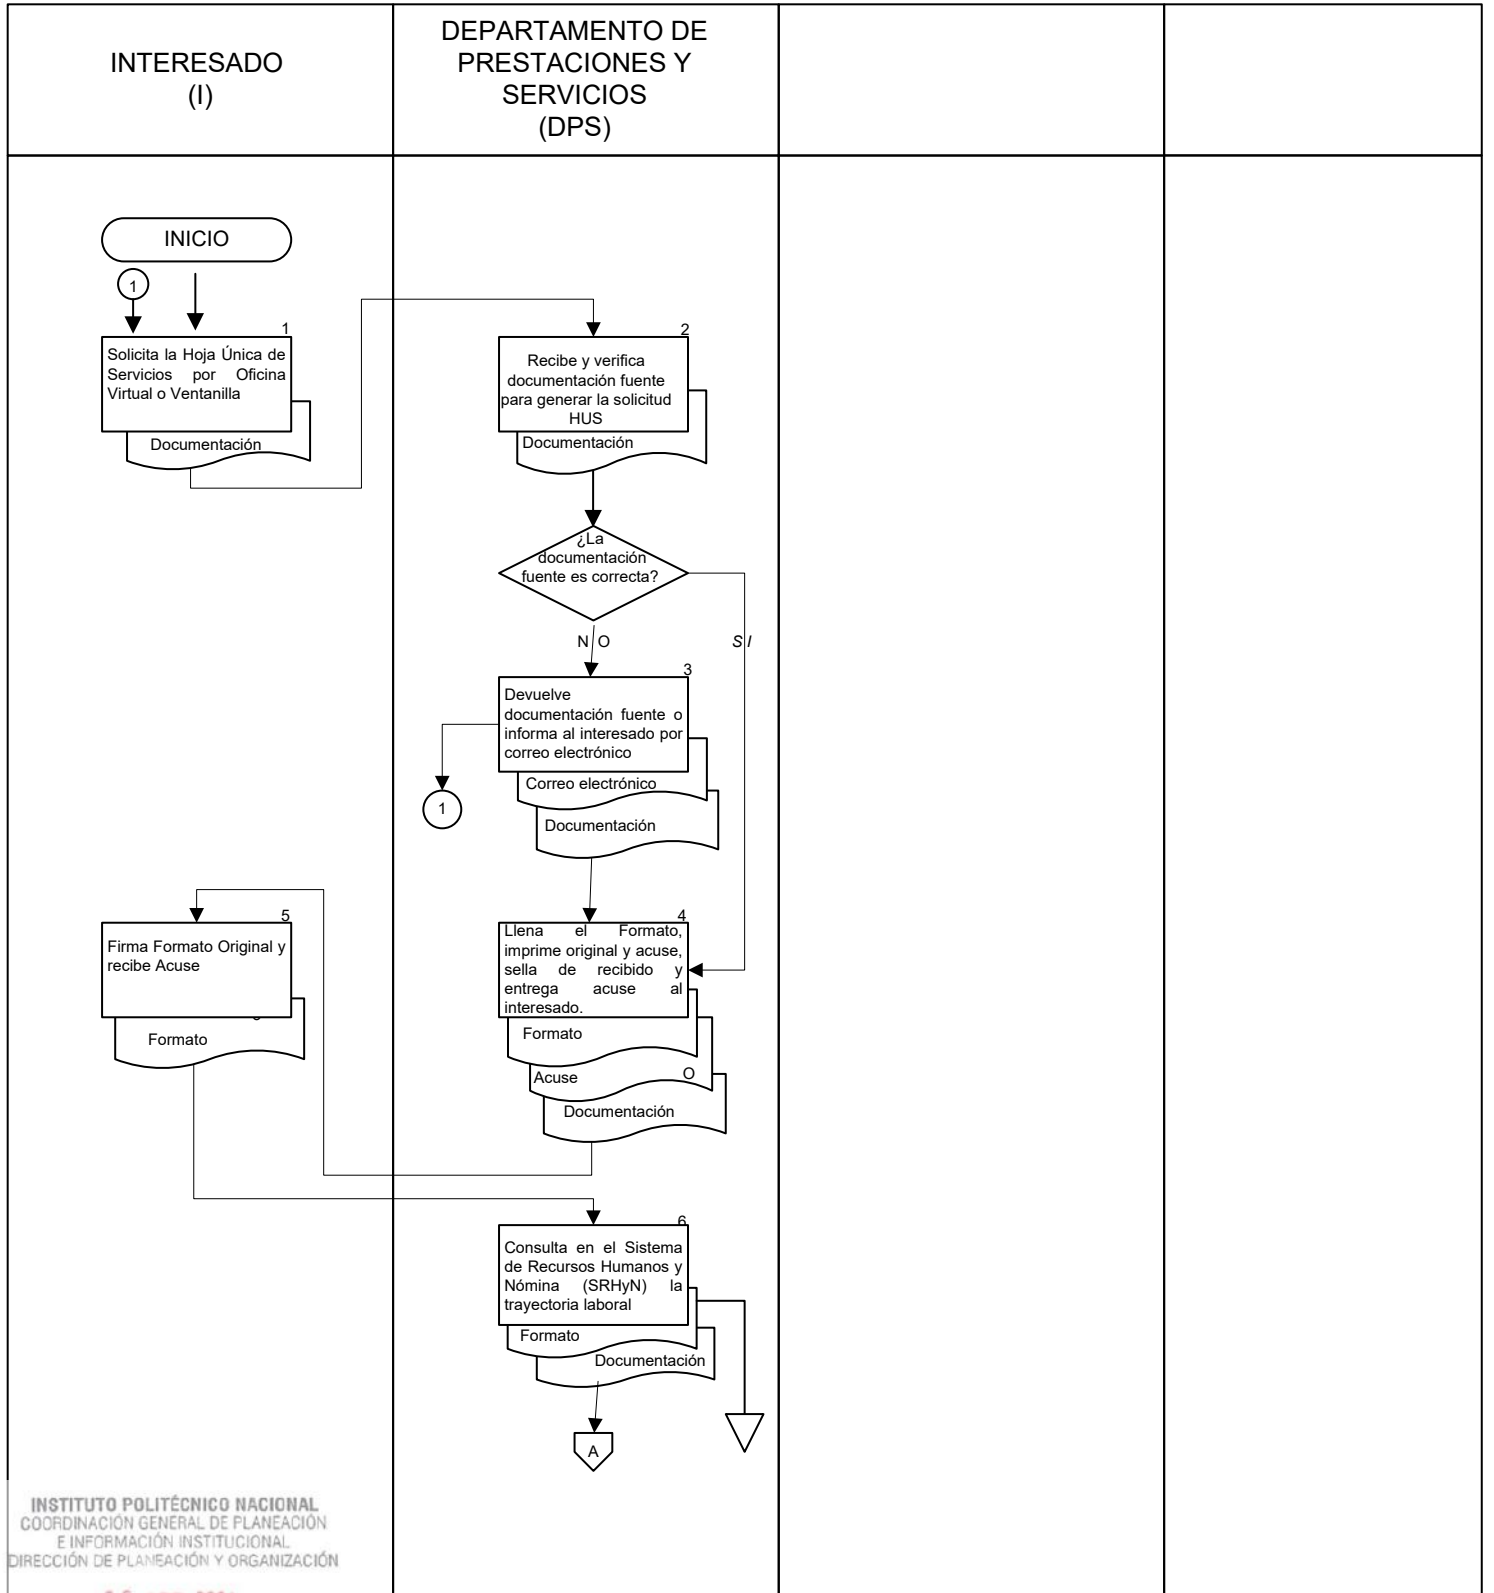 INTERESADO
(I)
DEPARTAMENTO DE
PRESTACIONES Y
SERVICIOS
(DPS)
INICIO
1
1
Solicita la Hoja Única de
Servicios por Oficina
Virtual o Ventanilla
Documentación
2
Recibe y verifica
documentación fuente
para generar la solicitud
HUS
Documentación
¿La
documentación
fuente es correcta?
N O
S I
3
Devuelve
documentación fuente o
informa al interesado por
correo electrónico
Correo electrónico
Documentación
1
4
Llena el Formato,
imprime original y acuse,
sella de recibido y
entrega acuse al
interesado.
Formato
Acuse O
Documentación
5
Firma Formato Original y
recibe Acuse
Formato
6
Consulta en el Sistema
de Recursos Humanos y
Nómina (SRHyN) la
trayectoria laboral
Formato
Documentación
A
INSTITUTO POLITÉCNICO NACIONAL
COORDINACIÓN GENERAL DE PLANEACIÓN
E INFORMACIÓN INSTITUCIONAL
DIRECCIÓN DE PLANEACIÓN Y ORGANIZACIÓN